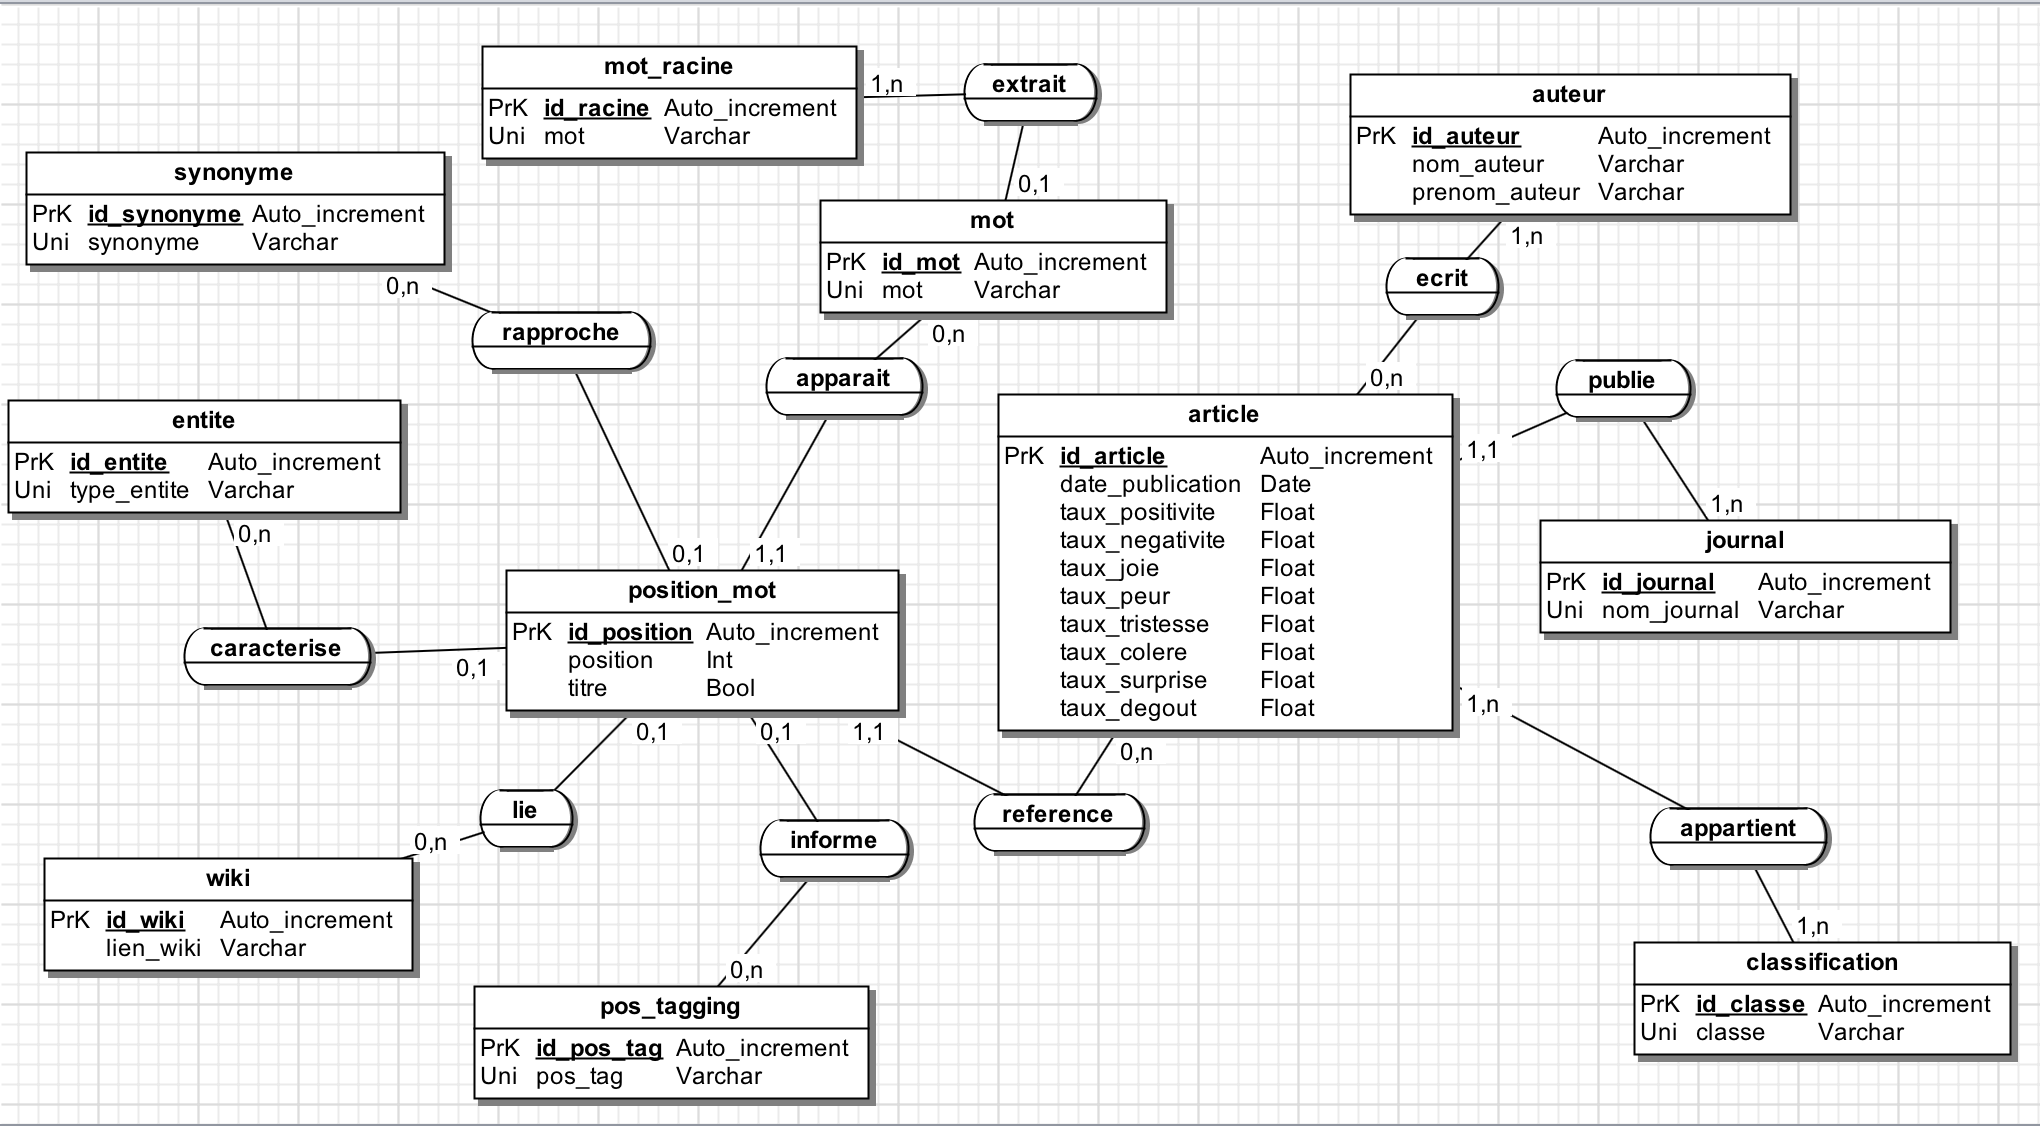 mot_racine
PrK id_racine Auto_increment
Uni mot Varchar
1,n
extrait
0,1
auteur
PrK id_auteur Auto_increment
nom_auteur Varchar
prenom_auteur Varchar
1,n
ecrit
0,n
synonyme
PrK id_synonyme Auto_increment
Uni synonyme Varchar
0,n
rapproche
0,1
mot
PrK id_mot Auto_increment
Uni mot Varchar
0,n
apparait
1,1
publie
1,1
1,n
entite
PrK id_entite Auto_increment
Uni type_entite Varchar
0,n
caracterise
0,1
article
PrK id_article Auto_increment
date_publication Date
taux_positivite Float
taux_negativite Float
taux_joie Float
taux_peur Float
taux_tristesse Float
taux_colere Float
taux_surprise Float
taux_degout Float
journal
PrK id_journal Auto_increment
Uni nom_journal Varchar
position_mot
PrK id_position Auto_increment
position Int
titre Bool
0,1
0,1
1,1
0,n
1,n
lie
0,n
informe
0,n
reference
appartient
1,n
wiki
PrK id_wiki Auto_increment
lien_wiki Varchar
pos_tagging
PrK id_pos_tag Auto_increment
Uni pos_tag Varchar
classification
PrK id_classe Auto_increment
Uni classe Varchar